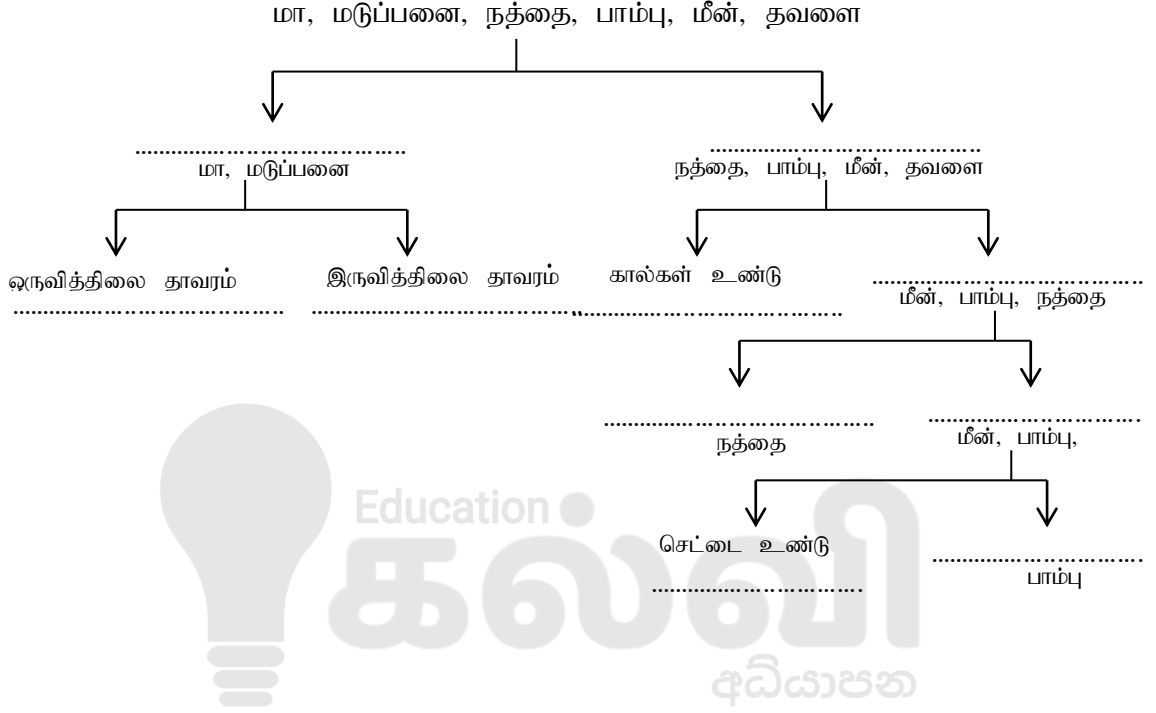 மா, மடுப்பனை, நத்தை, பாம்பு, மீன், தவளை
........................................ ........................................
மா, மடுப்பனை நத்தை, பாம்பு, மீன், தவளை
ஒருவித்திலை தாவரம் இருவித்திலை தாவரம் கால்கள் உண்டு ........................................
........................................ ........................................ ........................................ மீன், பாம்பு, நத்தை
........................................ ................................
நத்தை மீன், பாம்பு,
Education
கல்வி
செட்டை உண்டு ................................
................................ பாம்பு
අධ්යාපන